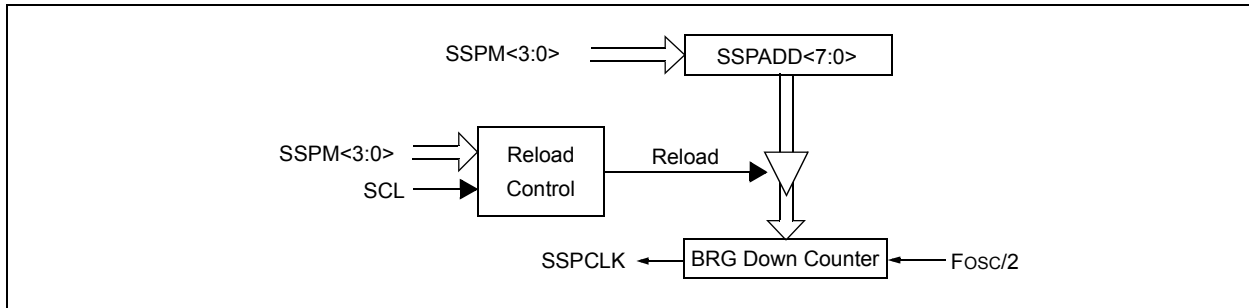 SSPM<3:0>
SSPADD<7:0>
SSPM<3:0>
SCL
Reload
Control
Reload
SSPCLK
BRG Down Counter
FOSC/2